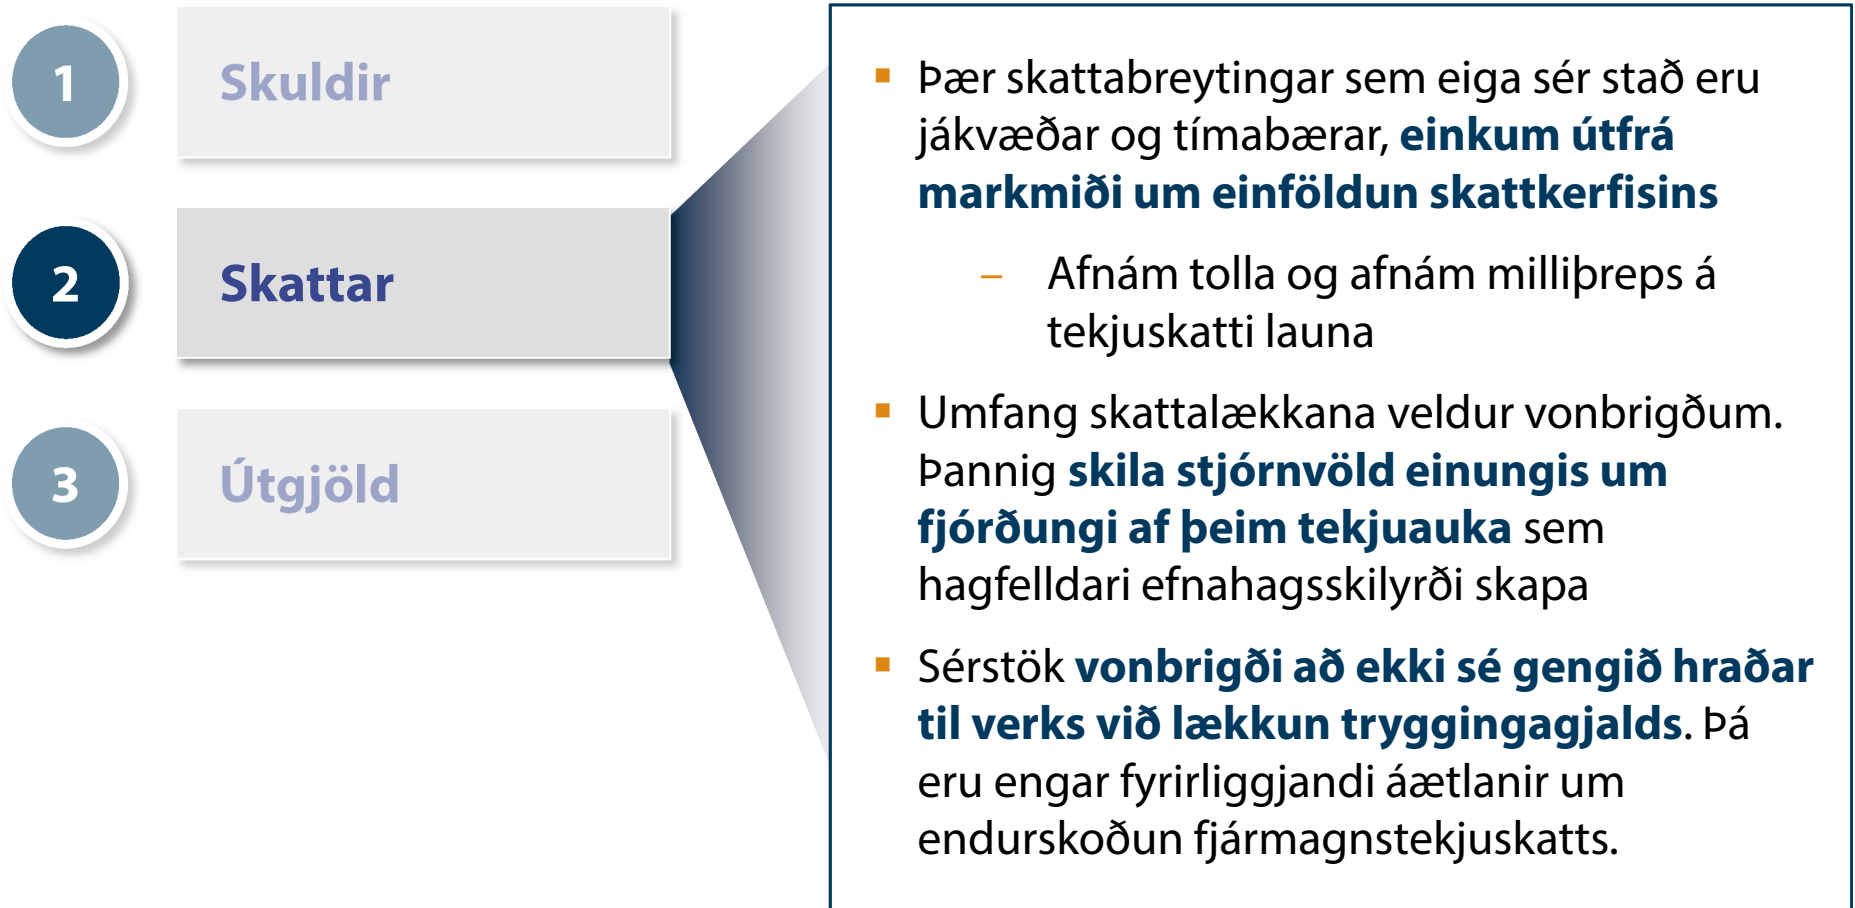 1
Skuldir
2
Skattar
3
Útgjöld
▪ Þær skattabreytingar sem eiga sér stað eru
jákvæðar og tímabærar, einkum útfrá
markmiði um einföldun skattkerfisins
– Afnám tolla og afnám milliþreps á
tekjuskatti launa
▪ Umfang skattalækkana veldur vonbrigðum.
Þannig skila stjórnvöld einungis um
fjórðungi af þeim tekjuauka sem
hagfelldari efnahagsskilyrði skapa
▪ Sérstök vonbrigði að ekki sé gengið hraðar
til verks við lækkun tryggingagjalds. Þá
eru engar fyrirliggjandi áætlanir um
endurskoðun fjármagnstekjuskatts.